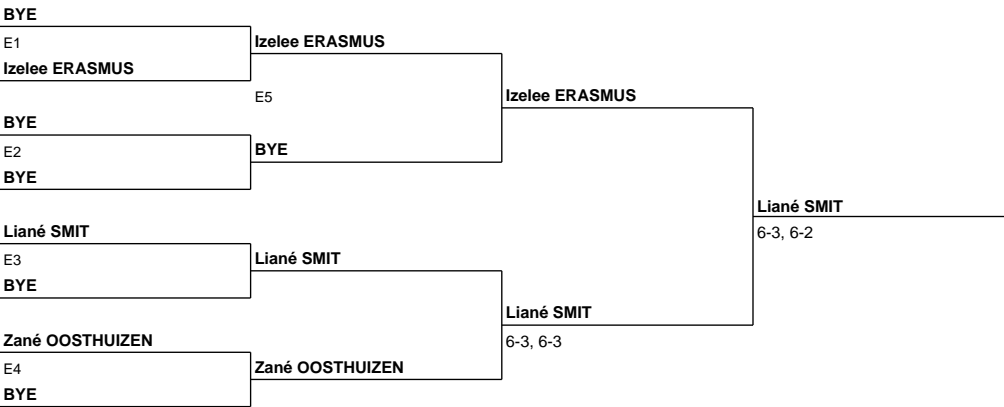 BYE
E1
Izelee ERASMUS
Izelee ERASMUS
E5
Izelee ERASMUS
BYE
E2
BYE
BYE
Liané SMIT
6-3, 6-2
Liané SMIT
E3
BYE
Liané SMIT
Liané SMIT
6-3, 6-3
Zané OOSTHUIZEN
E4
BYE
Zané OOSTHUIZEN